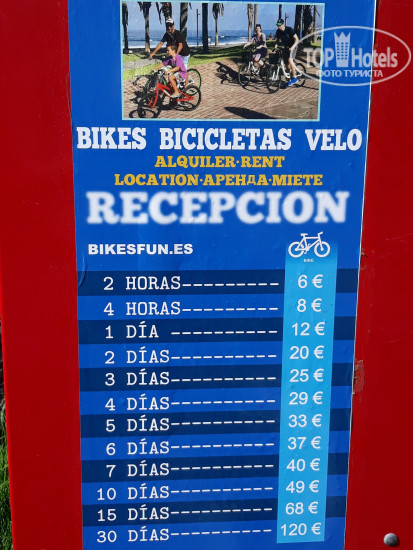 TOP Hotels
ФОТО ТУРИСТА
BIKES BICICLETAS VELO
ALQUILER·RENT
LOCATION·АРЕНДА·MIETE
RECEPCION
BIKESFUN.ES
BIKE
2 HORAS--------- 6 €
4 HORAS--------- 8 €
1 DÍA ---------- 12 €
2 DÍAS---------- 20 €
3 DÍAS---------- 25 €
4 DÍAS---------- 29 €
5 DÍAS---------- 33 €
6 DÍAS---------- 37 €
7 DÍAS---------- 40 €
10 DÍAS---------- 49 €
15 DÍAS---------- 68 €
30 DÍAS---------- 120 €